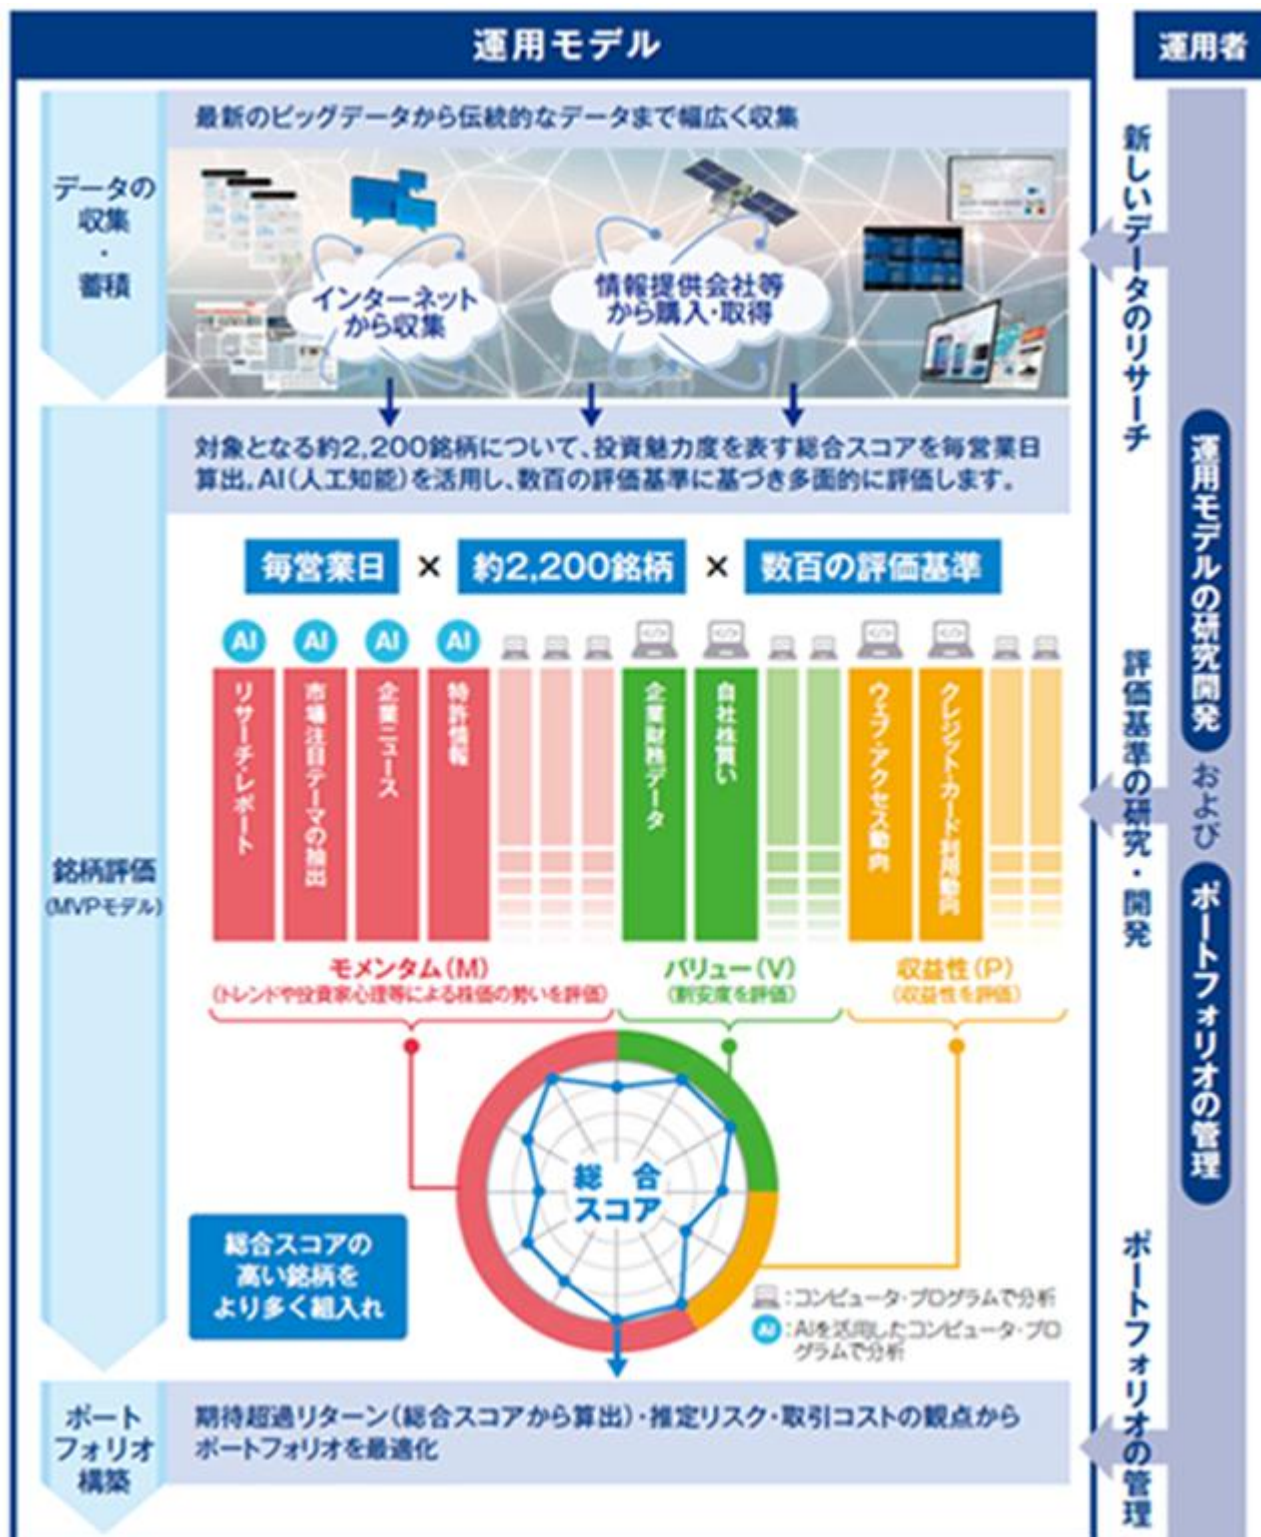 運用モデル
運用者
データの
収集
・
蓄積
最新のビッグデータから伝統的なデータまで幅広く収集
インターネット
から収集
情報提供会社等
から購入・取得
新しいデータのリサーチ
対象となる約2,200銘柄について、投資魅力度を表す総合スコアを毎営業日
算出。AI(人工知能)を活用し、数百の評価基準に基づき多面的に評価します。
毎営業日 × 約2,200銘柄 × 数百の評価基準
AI
AI
AI
AI
リサーチ・レポート
市場注目テーマの抽出
企業ニュース
特許情報
企業財務データ
自社株買い
ウェブ・アクセス動向
クレジット・カード利用動向
銘柄評価
(MVPモデル)
モメンタム(M)
(トレンドや投資家心理等による株価の勢いを評価)
バリュー(V)
(割安度を評価)
収益性(P)
(収益性を評価)
評価基準の研究・開発
運用モデルの研究開発
および
ポートフォリオの管理
総 合
スコア
総合スコアの
高い銘柄を
より多く組入れ
:コンピュータ・プログラムで分析
AI:AIを活用したコンピュータ・プロ
グラムで分析
ポート
フォリオ
構築
期待超過リターン(総合スコアから算出)・推定リスク・取引コストの観点から
ポートフォリオを最適化
ポートフォリオの管理